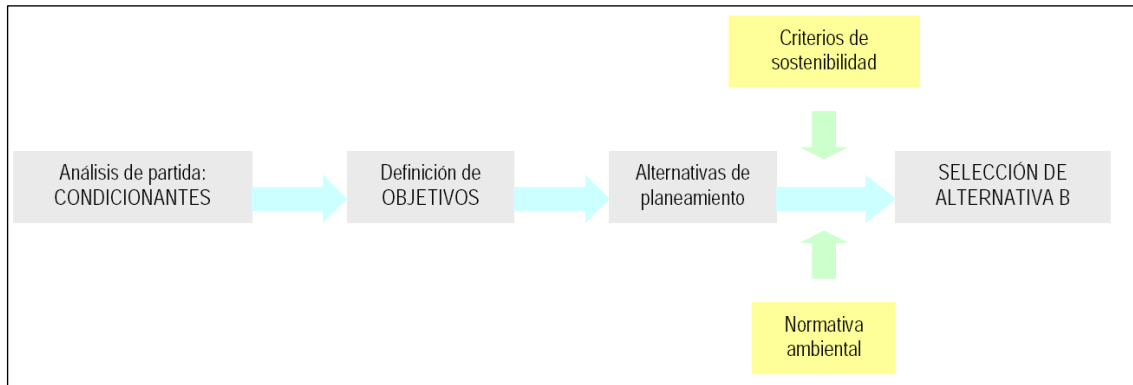 Criterios de
sostenibilidad
Análisis de partida:
CONDICIONANTES
Definición de
OBJETIVOS
Alternativas de
planeamiento
SELECCIÓN DE
ALTERNATIVA B
Normativa
ambiental